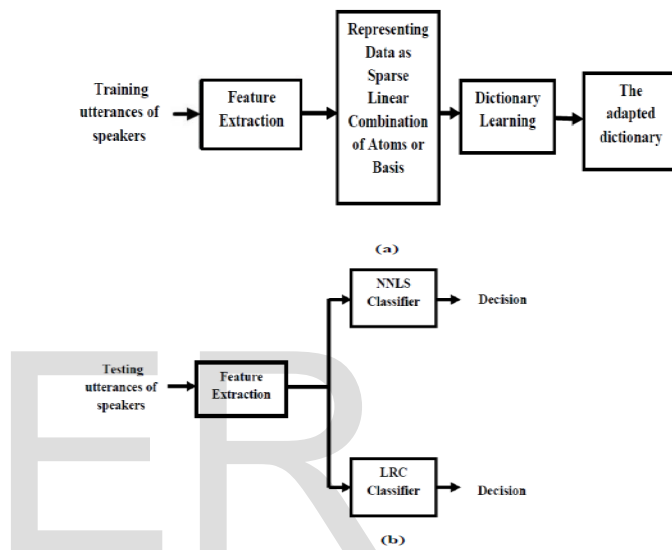 Training
utterances of
speakers
Feature
Extraction
Representing
Data as
Sparse
Linear
Combination
of Atoms or
Basis
Dictionary
Learning
The
adapted
dictionary
(a)
Testing
utterances of
speakers
Feature
Extraction
NNLS
Classifier
Decision
LRC
Classifier
Decision
(b)
ER